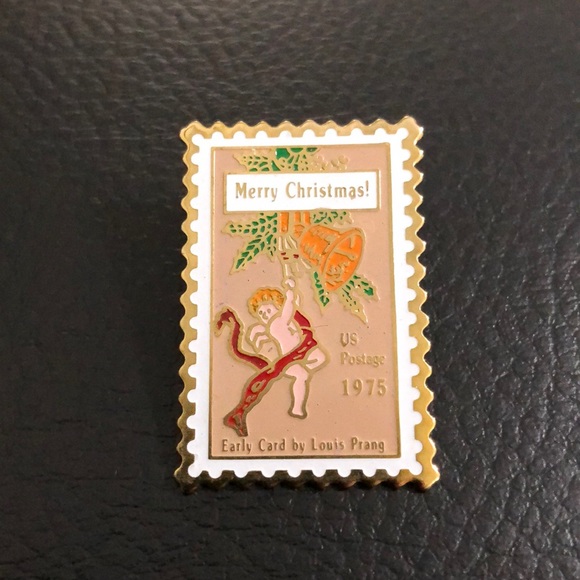 Merry Christmas!
US
Postage
1975
Early Card by Louis Prang